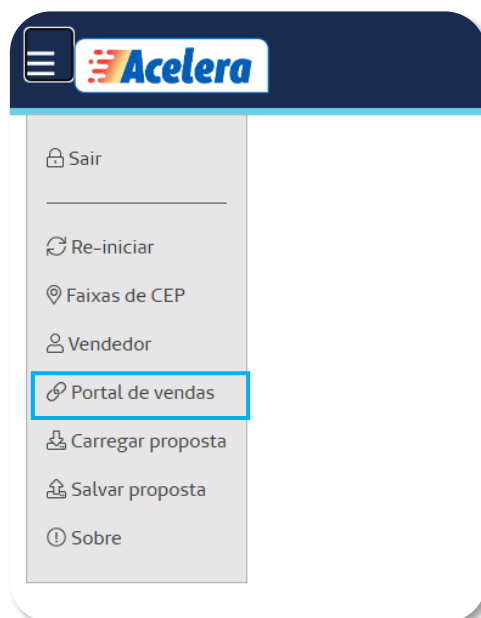 Acelera
Sair
Re-iniciar
Faixas de CEP
Vendedor
Portal de vendas
Carregar proposta
Salvar proposta
Sobre